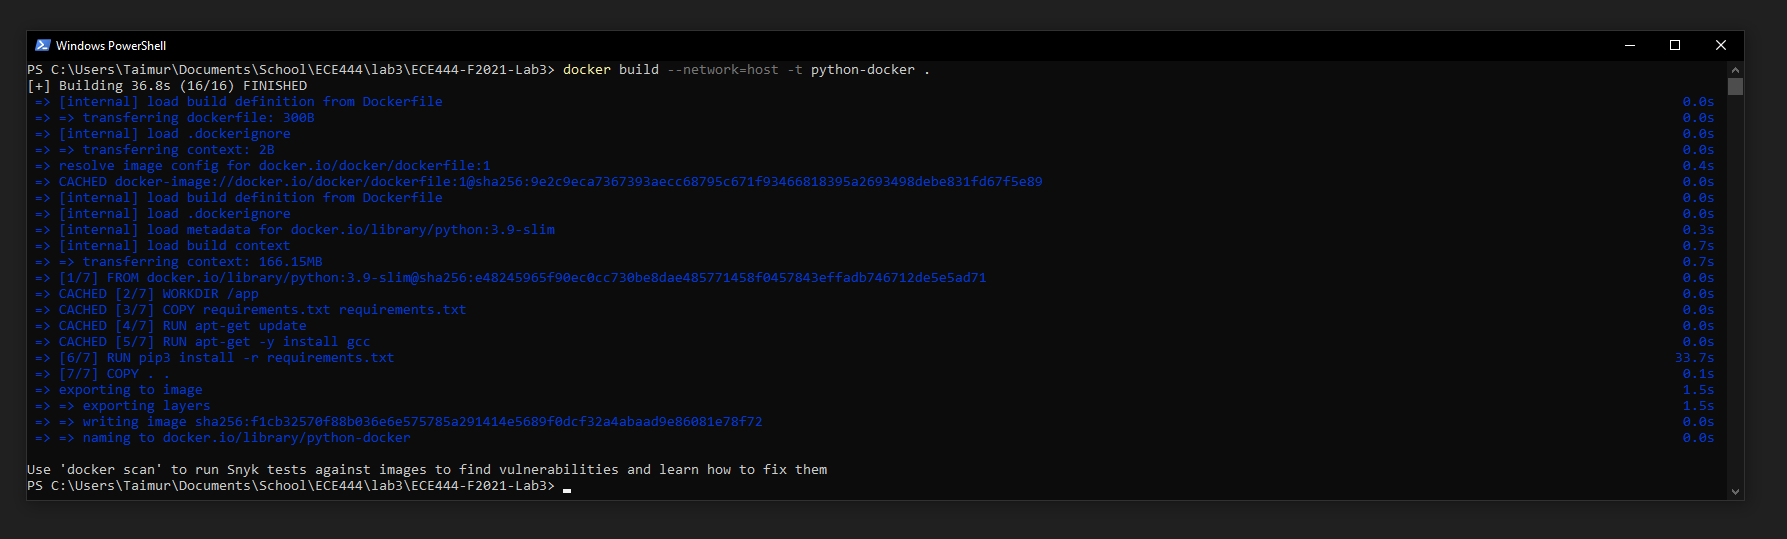 Windows PowerShell
PS C:\Users\Taimur\Documents\School\ECE444\lab3\ECE444-F2021-Lab3> docker build --network=host -t python-docker .
[+] Building 36.8s (16/16) FINISHED
=> [internal] load build definition from Dockerfile 0.0s
=> => transferring dockerfile: 300B 0.0s
=> [internal] load .dockerignore 0.0s
=> => transferring context: 2B 0.0s
=> resolve image config for docker.io/docker/dockerfile:1 0.4s
=> CACHED docker-image://docker.io/docker/dockerfile:1@sha256:9e2c9eca7367393aecc68795c671f93466818395a2693498debe831fd67f5e89 0.0s
=> [internal] load build definition from Dockerfile 0.0s
=> [internal] load .dockerignore 0.0s
=> [internal] load metadata for docker.io/library/python:3.9-slim 0.3s
=> [internal] load build context 0.7s
=> => transferring context: 166.15MB 0.7s
=> [1/7] FROM docker.io/library/python:3.9-slim@sha256:e48245965f90ec0cc730be8dae485771458f0457843effadb746712de5e5ad71 0.0s
=> CACHED [2/7] WORKDIR /app 0.0s
=> CACHED [3/7] COPY requirements.txt requirements.txt 0.0s
=> CACHED [4/7] RUN apt-get update 0.0s
=> CACHED [5/7] RUN apt-get -y install gcc 0.0s
=> [6/7] RUN pip3 install -r requirements.txt 33.7s
=> [7/7] COPY . . 0.1s
=> exporting to image 1.5s
=> => exporting layers 1.5s
=> => writing image sha256:f1cb32570f88b036e6e575785a291414e5689f0dcf32a4abaad9e86081e78f72 0.0s
=> => naming to docker.io/library/python-docker 0.0s
Use 'docker scan' to run Snyk tests against images to find vulnerabilities and learn how to fix them
PS C:\Users\Taimur\Documents\School\ECE444\lab3\ECE444-F2021-Lab3>